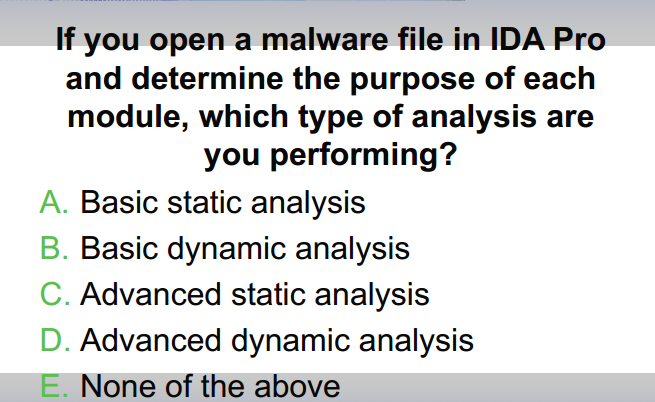 If you open a malware file in IDA Pro
and determine the purpose of each
module, which type of analysis are
you performing?
A. Basic static analysis
B. Basic dynamic analysis
C. Advanced static analysis
D. Advanced dynamic analysis
E. None of the above